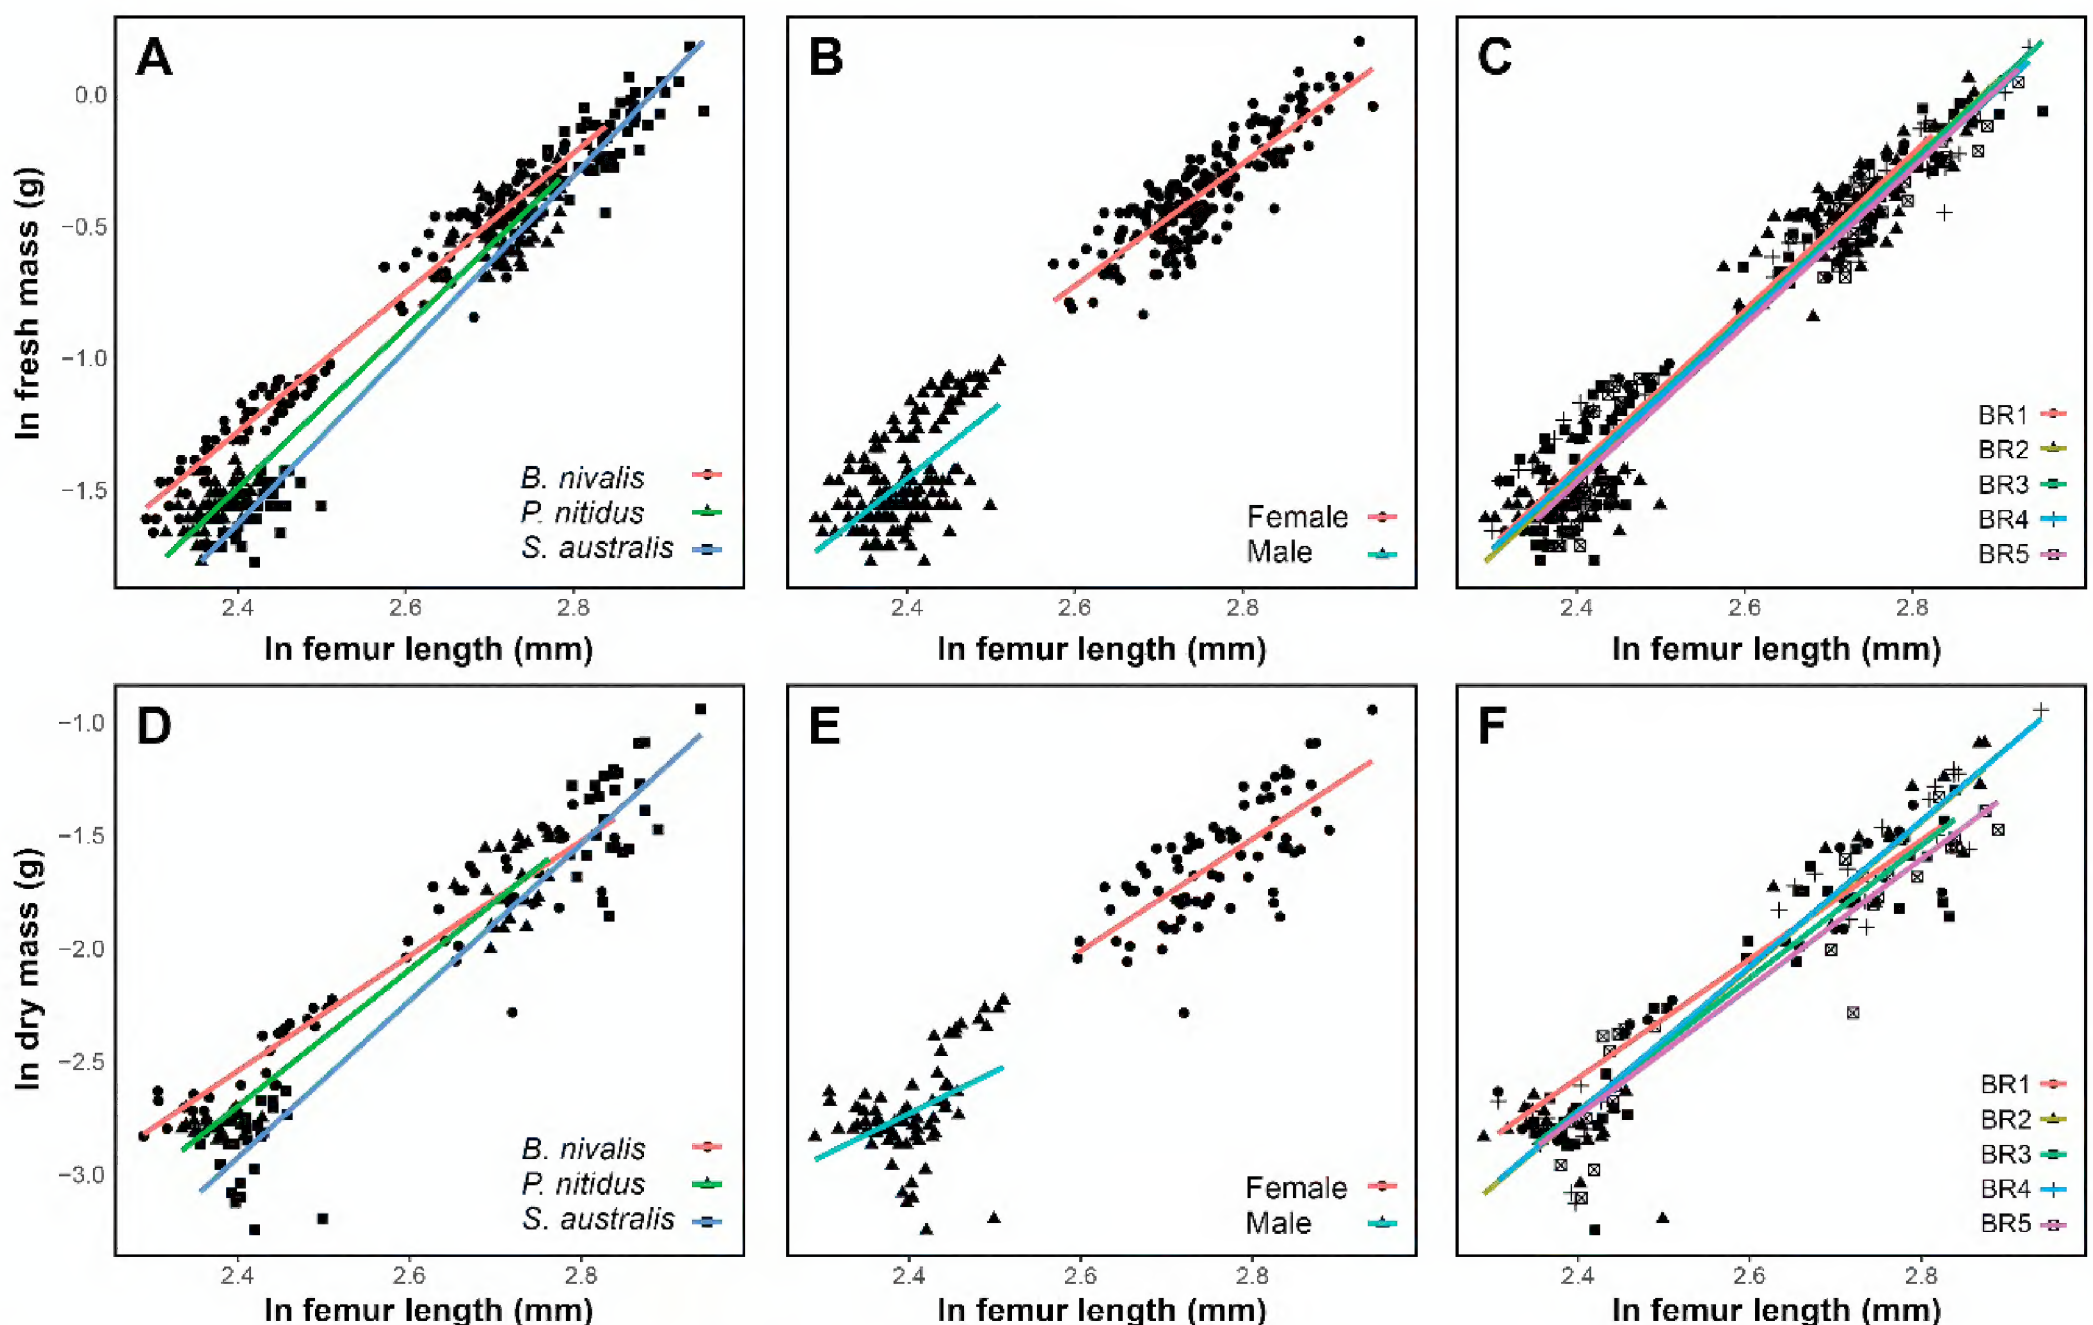 A
B
C
ln fresh mass (g)
0.0
−0.5
−1.0
−1.5
B. nivalis
P. nitidus
S. australis
Female
Male
BR1
BR2
BR3
BR4
BR5
2.4 2.6 2.8
2.4 2.6 2.8
2.4 2.6 2.8
ln femur length (mm)
ln femur length (mm)
ln femur length (mm)
D
E
F
ln dry mass (g)
−1.0
−1.5
−2.0
−2.5
−3.0
B. nivalis
P. nitidus
S. australis
Female
Male
BR1
BR2
BR3
BR4
BR5
2.4 2.6 2.8
2.4 2.6 2.8
2.4 2.6 2.8
ln femur length (mm)
ln femur length (mm)
ln femur length (mm)